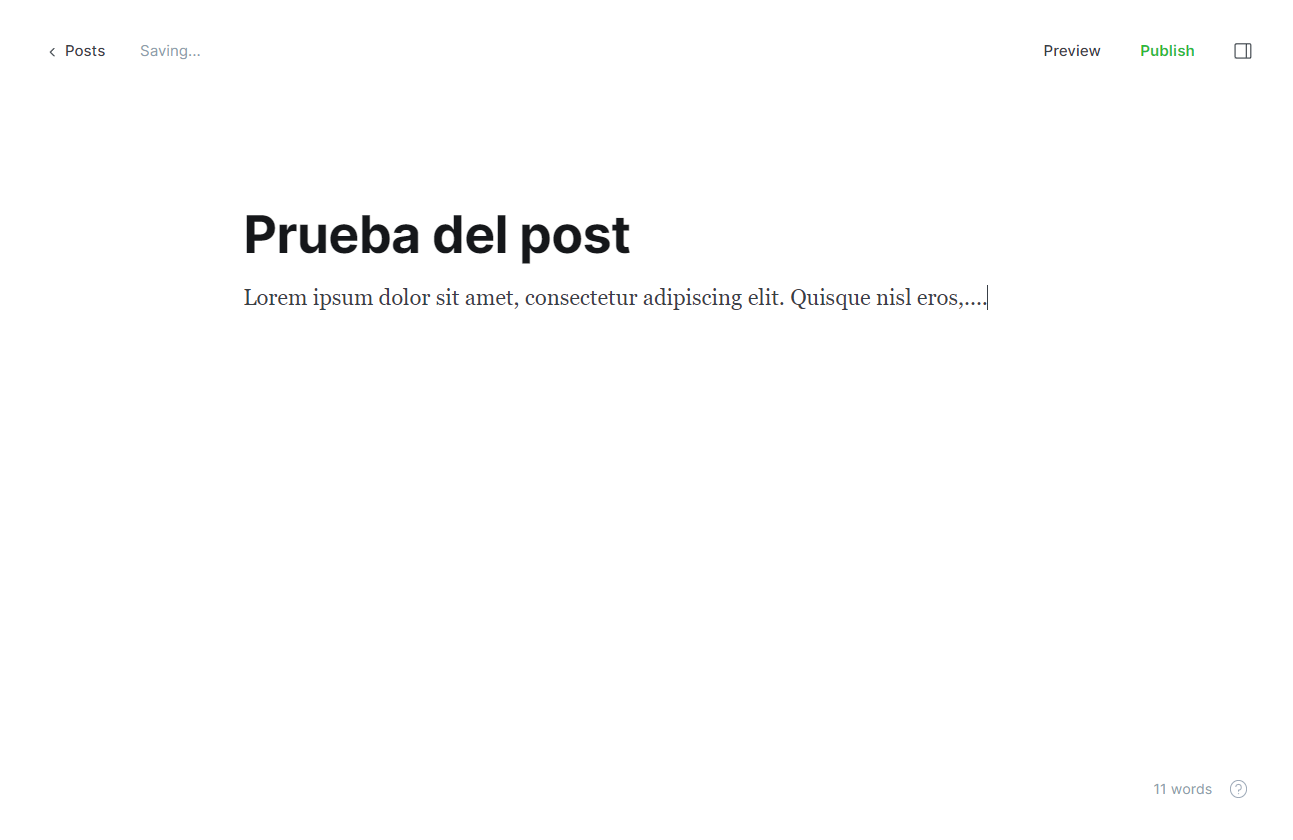 Posts
Saving...
Preview
Publish
Prueba del post
Lorem ipsum dolor sit amet, consectetur adipiscing elit. Quisque nisl eros,....
11 words
?